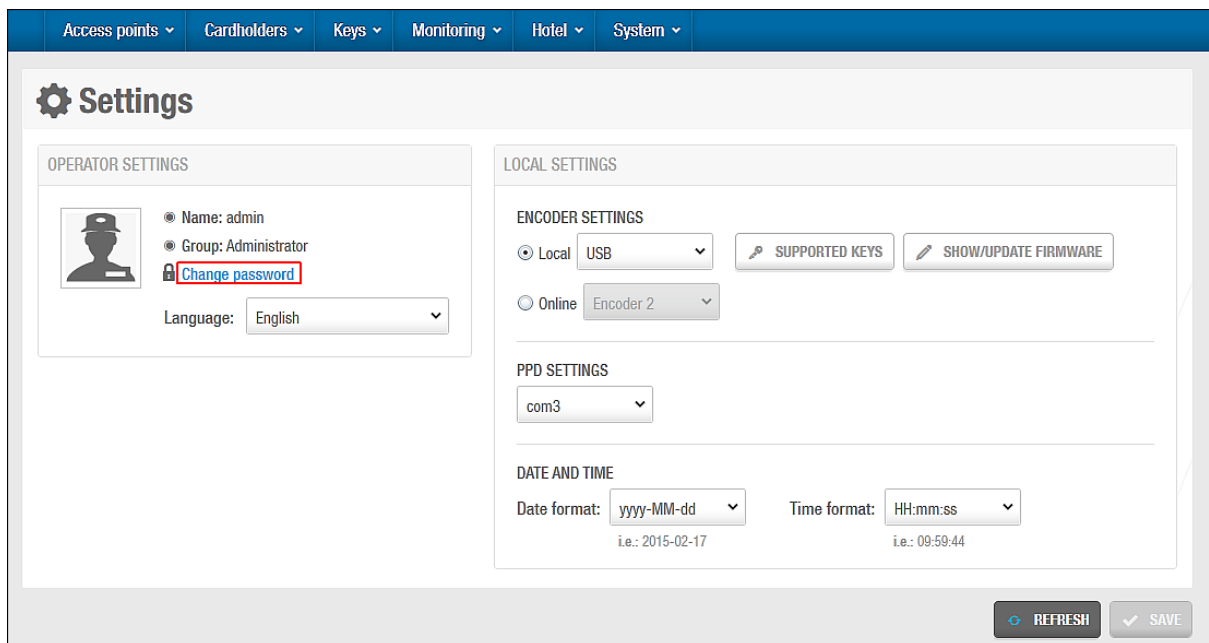 Access points Cardholders Keys Monitoring Hotel System
Settings
OPERATOR SETTINGS
Name: admin
Group: Administrator
Change password
Language: English
LOCAL SETTINGS
ENCODER SETTINGS
Local USB SUPPORTED KEYS SHOW/UPDATE FIRMWARE
Online Encoder 2
PPD SETTINGS
com3
DATE AND TIME
Date format: yyyy-MM-dd Time format: HH:mm:ss
i.e.: 2015-02-17 i.e.: 09:59:44
REFRESH SAVE